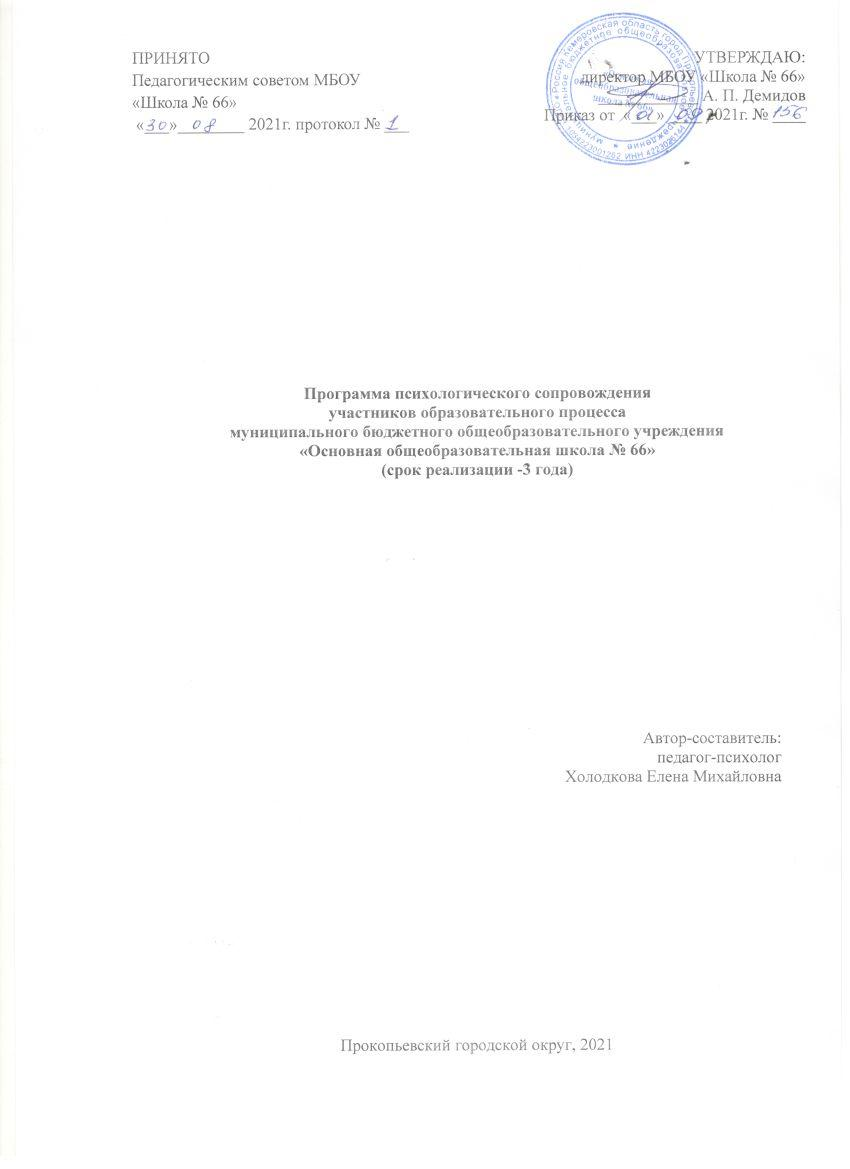 ПРИНЯТО
Педагогическим советом МБОУ
«Школа № 66»
«30» 08 2021г. протокол № 1
УТВЕРЖДАЮ:
директор МБОУ «Школа № 66»
А. П. Демидов
Приказ от «01» 09 2021г. № 156
Программа психологического сопровождения
участников образовательного процесса
муниципального бюджетного общеобразовательного учреждения
«Основная общеобразовательная школа № 66»
(срок реализации -3 года)
Автор-составитель:
педагог-психолог
Холодкова Елена Михайловна
Прокопьевский городской округ, 2021